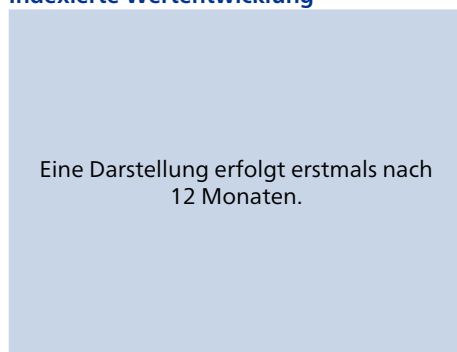 Indexierte Wertentwicklung
Eine Darstellung erfolgt erstmals nach
12 Monaten.